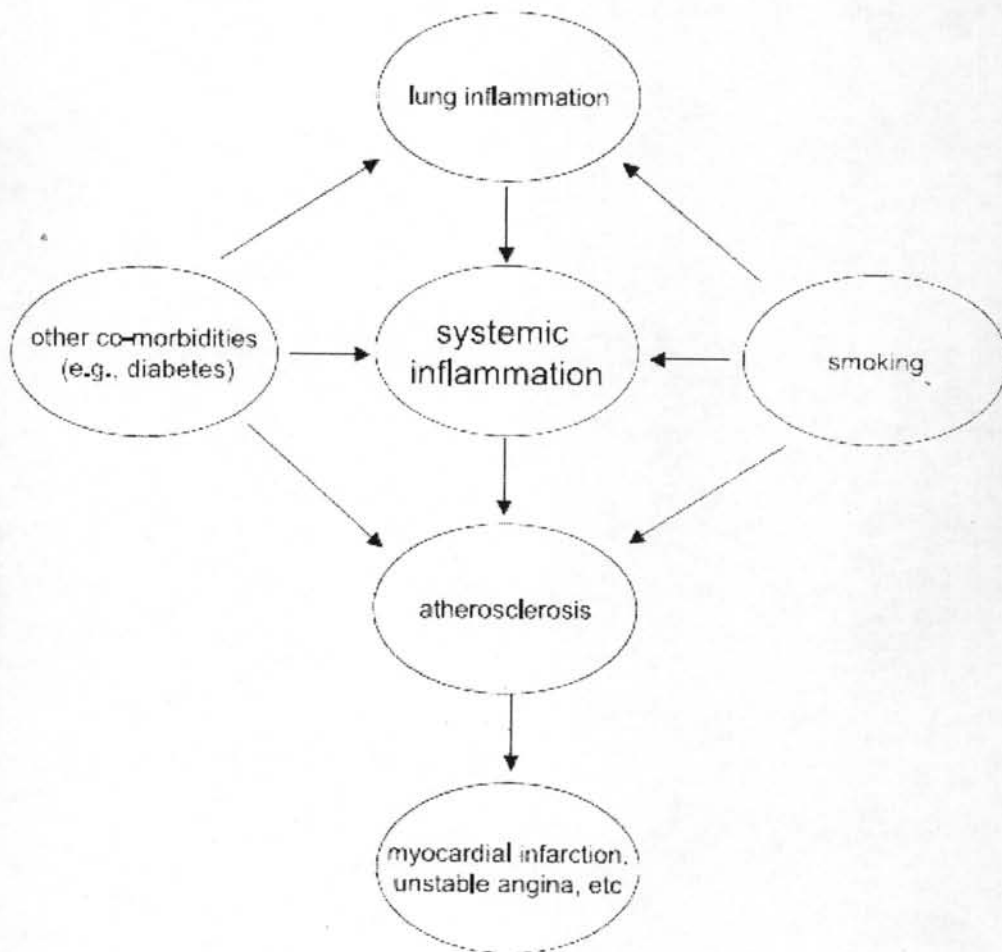 lung inflammation
other co-morbidities
(e.g., diabetes)
systemic
inflammation
smoking
atherosclerosis
myocardial infarction,
unstable angina, etc